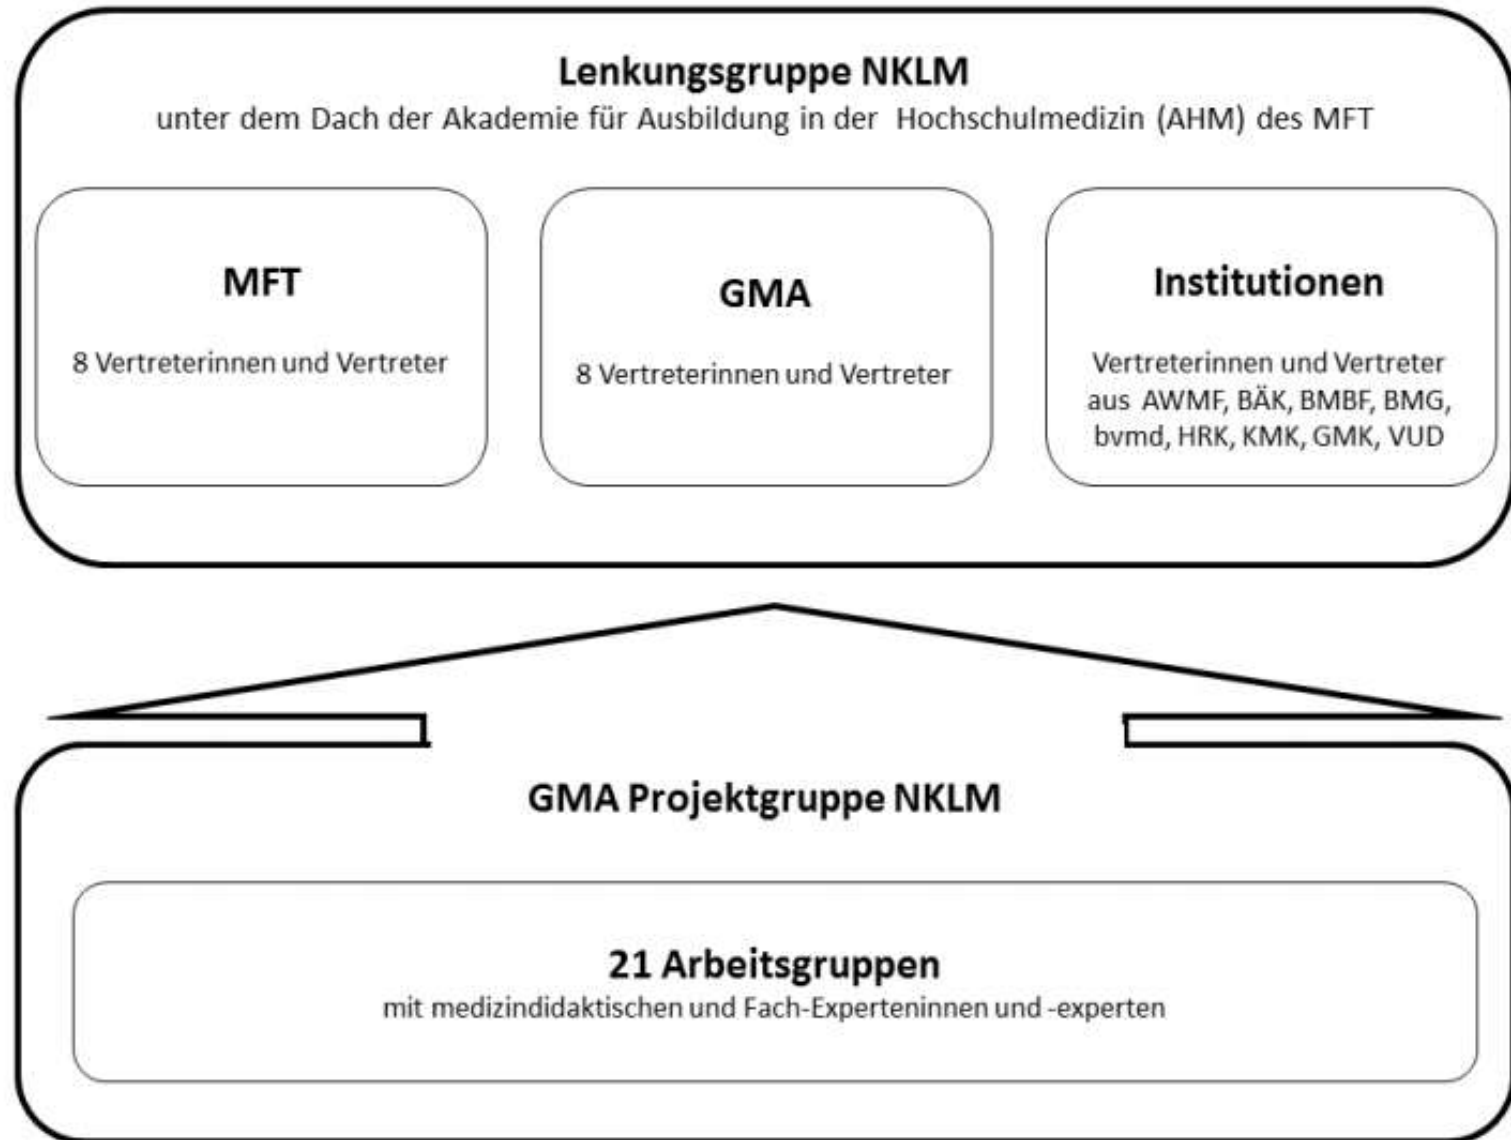 Lenkungsgruppe NKLM
unter dem Dach der Akademie für Ausbildung in der Hochschulmedizin (AHM) des MFT
MFT
8 Vertreterinnen und Vertreter
GMA
8 Vertreterinnen und Vertreter
Institutionen
Vertreterinnen und Vertreter
aus AWMF, BÄK, BMBF, BMG,
bvmd, HRK, KMK, GMK, VUD
GMA Projektgruppe NKLM
21 Arbeitsgruppen
mit medizindidaktischen und Fach-Experteninnen und -experten